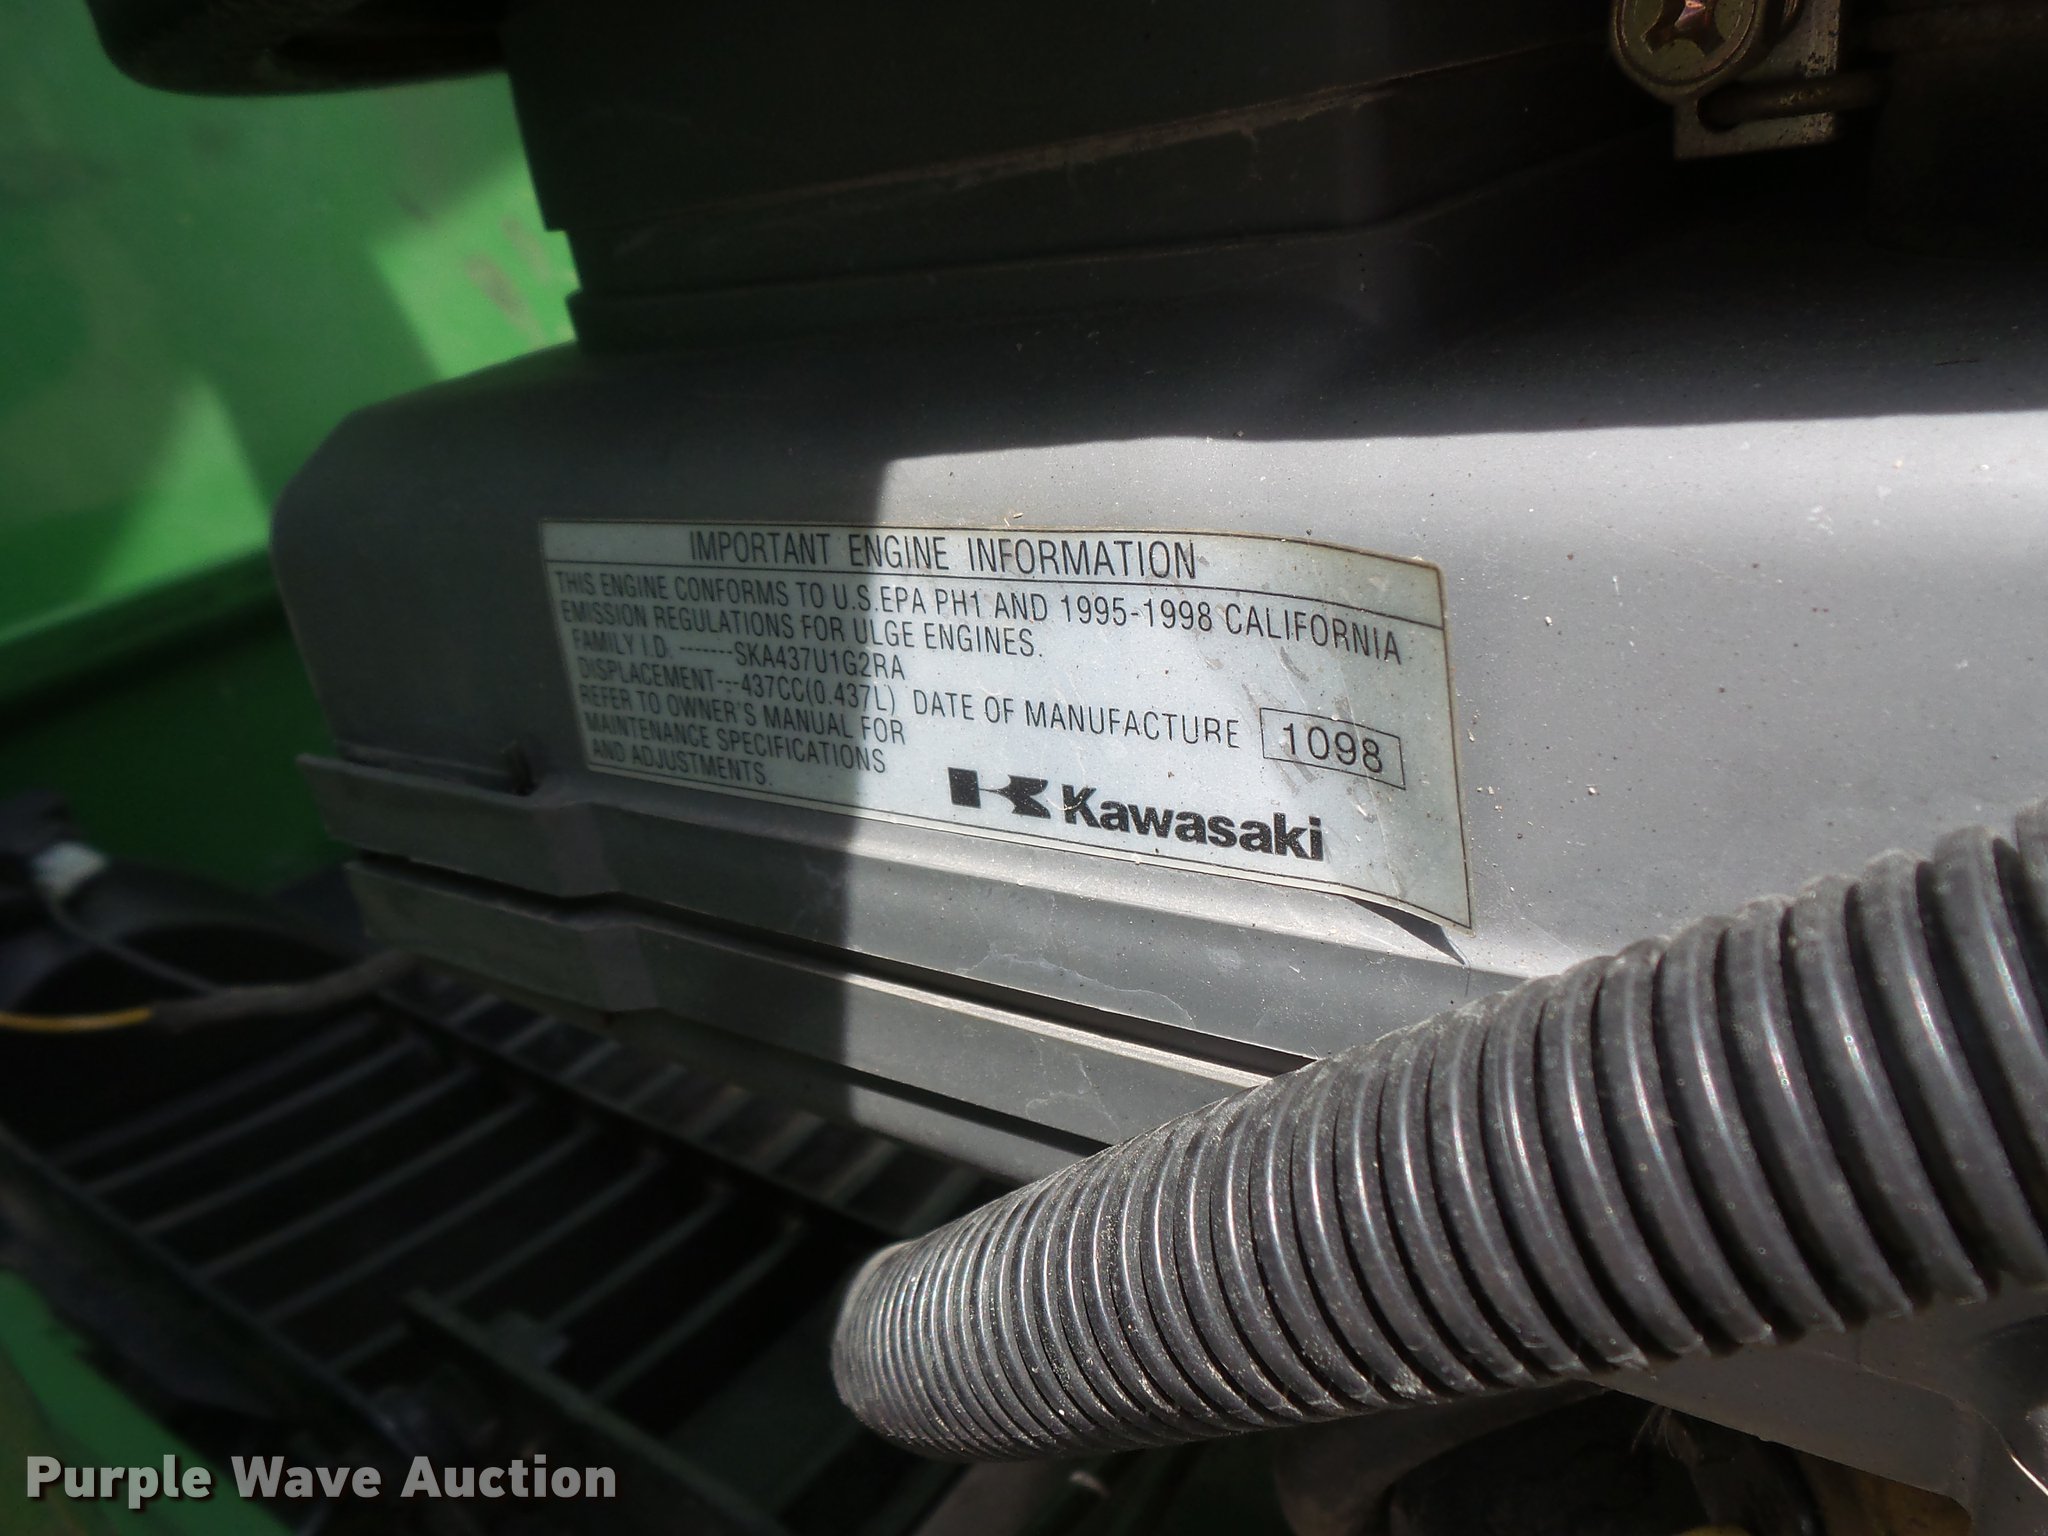 IMPORTANT ENGINE INFORMATION
THIS ENGINE CONFORMS TO U.S.EPA PH1 AND 1995-1998 CALIFORNIA
EMISSION REGULATIONS FOR ULGE ENGINES.
FAMILY I.D. -------SKA437U1G2RA
DISPLACEMENT---437CC(0.437L) DATE OF MANUFACTURE 1098
REFER TO OWNER'S MANUAL FOR
MAINTENANCE SPECIFICATIONS
AND ADJUSTMENTS.
Kawasaki
Purple Wave Auction